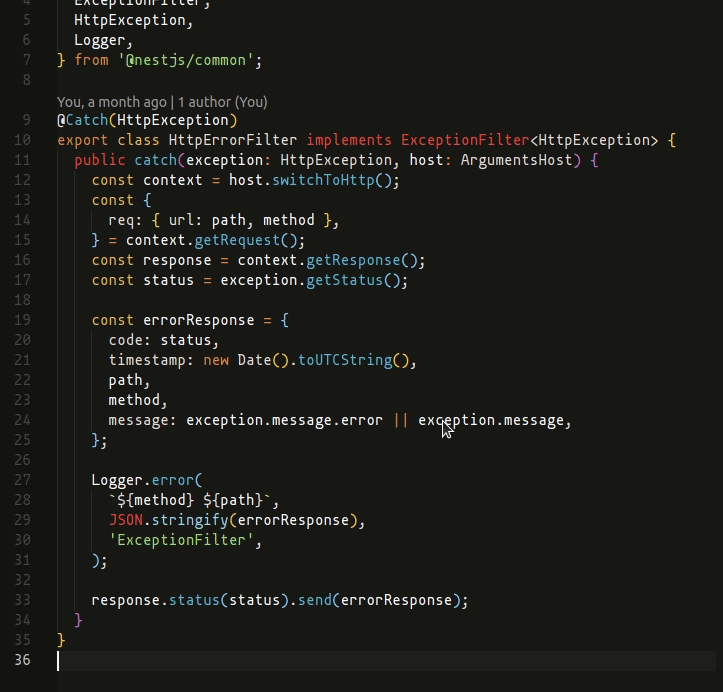 4 ExceptionFilter,
5 HttpException,
6 Logger,
7 } from '@nestjs/common';
8
You, a month ago | 1 author (You)
9 @Catch(HttpException)
10 export class HttpErrorFilter implements ExceptionFilter<HttpException> {
11 public catch(exception: HttpException, host: ArgumentsHost) {
12 const context = host.switchToHttp();
13 const {
14 req: { url: path, method },
15 } = context.getRequest();
16 const response = context.getResponse();
17 const status = exception.getStatus();
18
19 const errorResponse = {
20 code: status,
21 timestamp: new Date().toUTCString(),
22 path,
23 method,
24 message: exception.message.error || exception.message,
25 };
26
27 Logger.error(
28 `${method} ${path}`,
29 JSON.stringify(errorResponse),
30 'ExceptionFilter',
31 );
32
33 response.status(status).send(errorResponse);
34 }
35 }
36